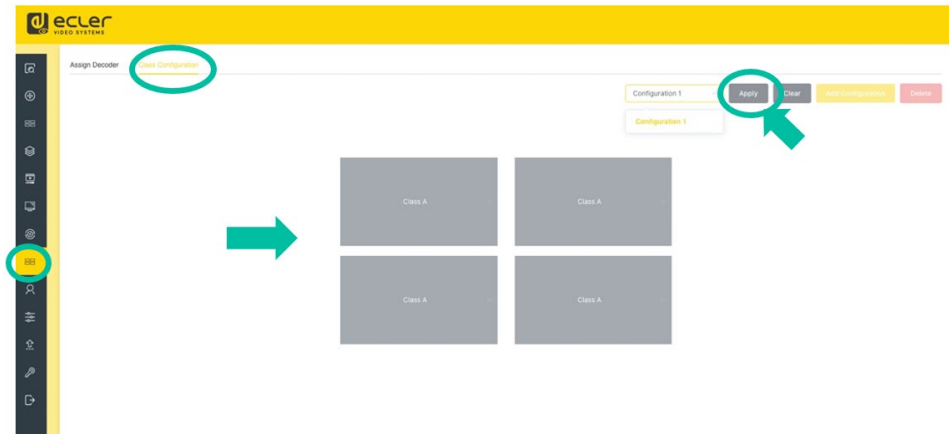 ecler
VIDEO SYSTEMS
Assign Decoder Class Configuration
Configuration 1 Apply Clear Add Configuration Delete
Configuration 1
Class A Class A
Class A Class A